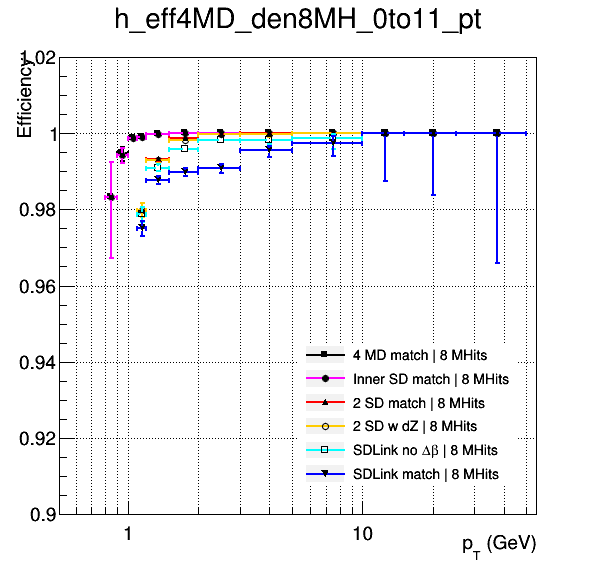 h_eff4MD_den8MH_0to11_pt
Efficiency
1.02
1
0.98
0.96
0.94
0.92
0.9
4 MD match | 8 MHits
Inner SD match | 8 MHits
2 SD match | 8 MHits
2 SD w dZ | 8 MHits
SDLink no Δβ | 8 MHits
SDLink match | 8 MHits
1
10
p_T (GeV)